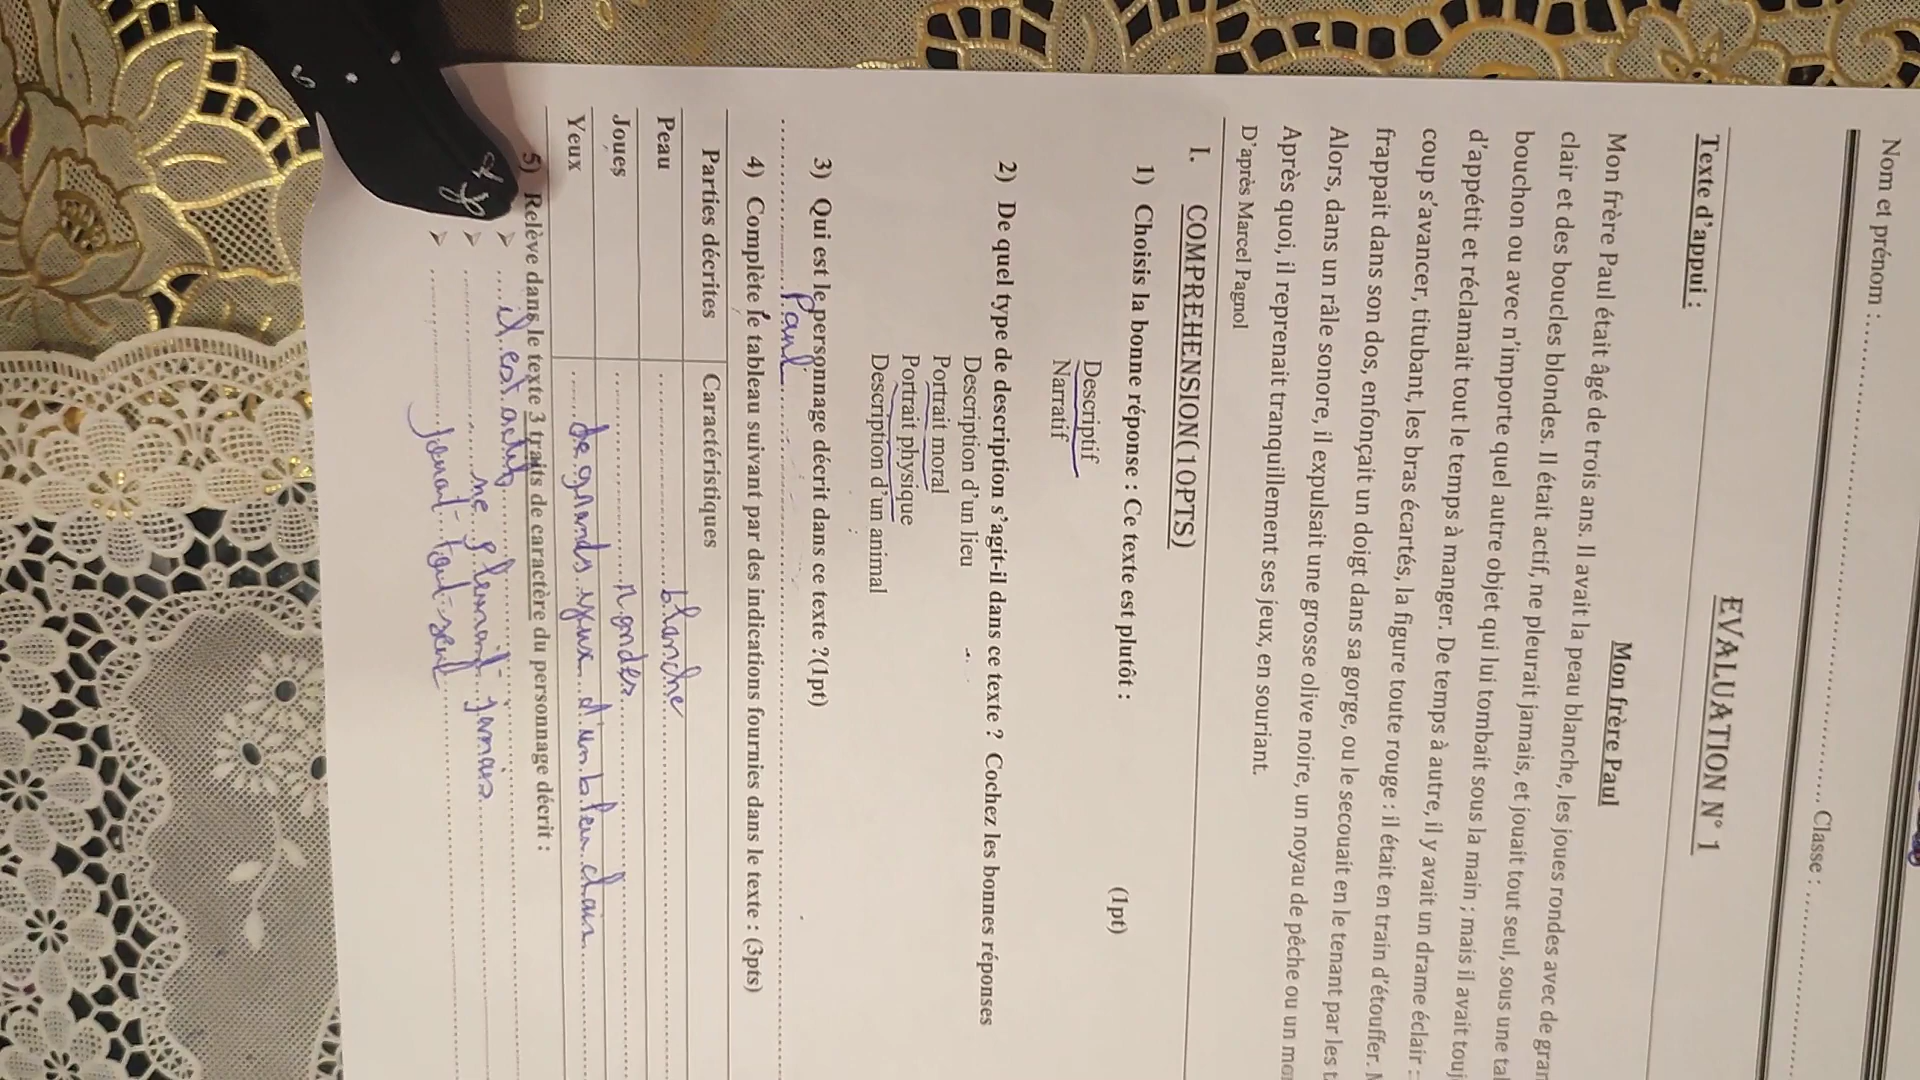 Nom et prénom :........................ Classe :............
EVALUATION N° 1
Texte d'appui :
Mon frère Paul
Mon frère Paul était âgé de trois ans. Il avait la peau blanche, les joues rondes avec de
clair et des boucles blondes. Il était actif, ne pleurait jamais, et jouait tout seul, sous une
bouchon ou avec n'importe quel autre objet qui lui tombait sous la main ; mais il avait
d'appétit et réclamait tout le temps à manger. De temps à autre, il y avait un drame éclair :
coup s'avancer, titubant, les bras écartés, la figure toute rouge : il était en train d'étouffer.
frappait dans son dos, enfonçait un doigt dans sa gorge, ou le secouait en le tenant par les
Alors, dans un râle sonore, il expulsait une grosse olive noire, un noyau de pêche ou un
Après quoi, il reprenait tranquillement ses jeux, en souriant.
D'après Marcel Pagnol
I. COMPREHENSION(10PTS)
1) Choisis la bonne réponse : Ce texte est plutôt : (1pt)
Descriptif
Narratif
2) De quel type de description s'agit-il dans ce texte ? Cochez les bonnes réponses
Description d'un lieu
Portrait moral
Portrait physique
Description d'un animal
3) Qui est le personnage décrit dans ce texte ?(1pt)
Paul
4) Complète le tableau suivant par des indications fournies dans le texte : (3pts)
Parties décrites Caractéristiques
Peau blanche
Joues rondes
Yeux de grands yeux d'un bleu clair
5) Relève dans le texte 3 traits de caractère du personnage décrit :
il est actif
ne pleurait jamais
jouait tout seul